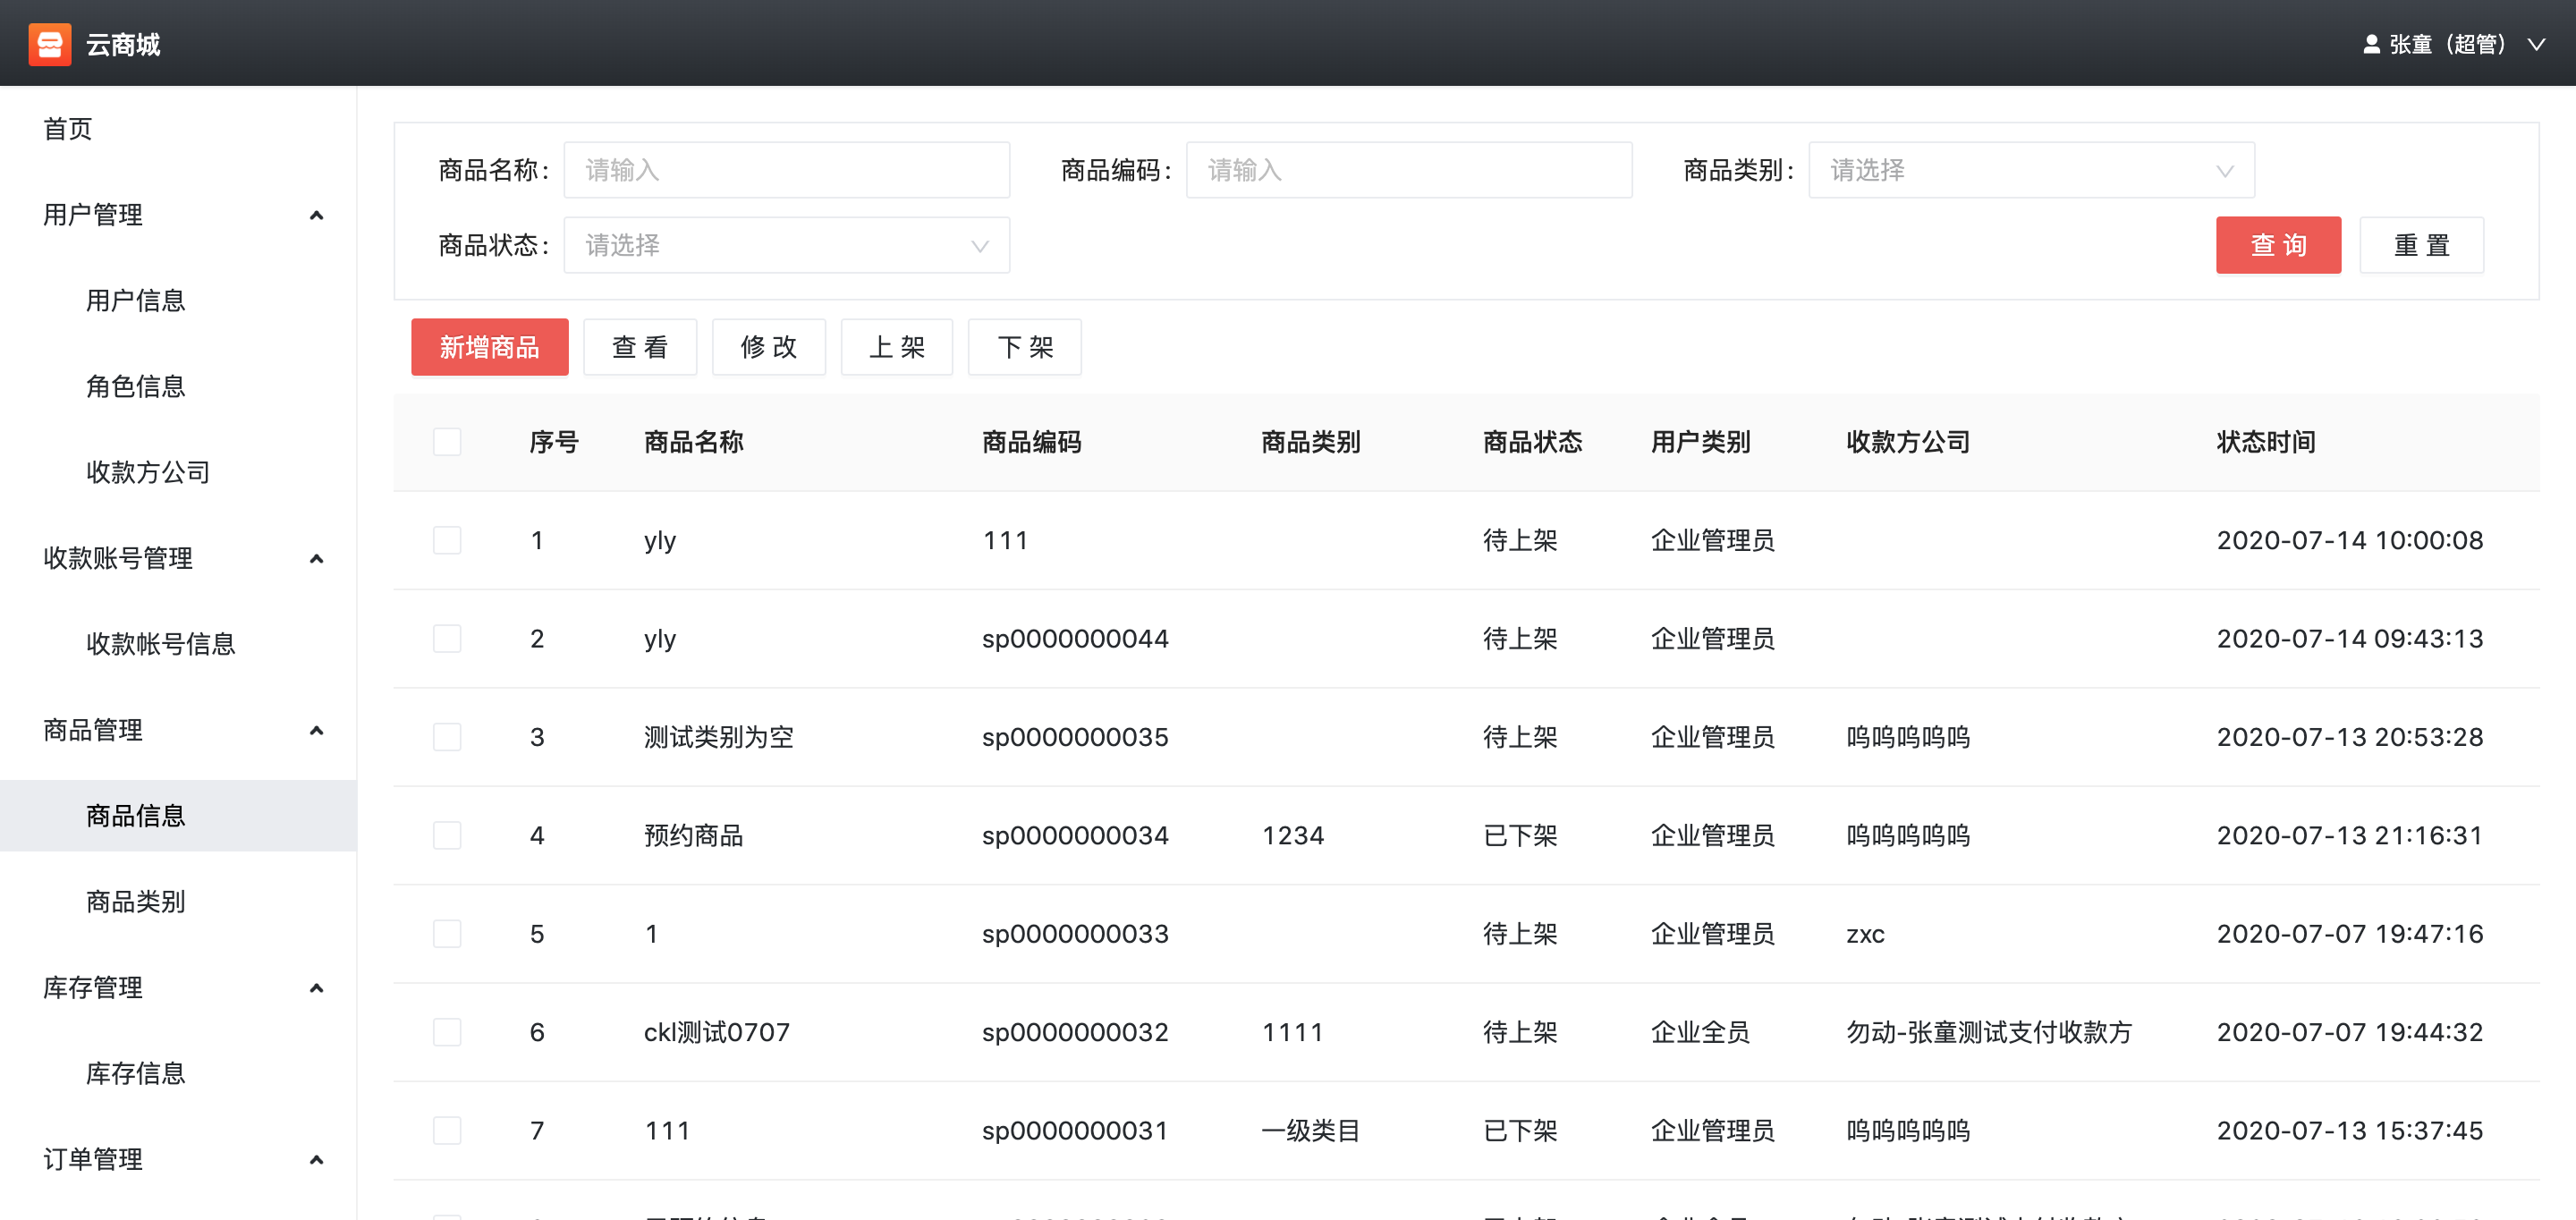 云商城
张童（超管）
首页
用户管理
用户信息
角色信息
收款方公司
收款账号管理
收款帐号信息
商品管理
商品信息
商品类别
库存管理
库存信息
订单管理
商品名称： 请输入 商品编码： 请输入 商品类别： 请选择
商品状态： 请选择 查 询 重 置
新增商品 查 看 修 改 上 架 下 架
序号 商品名称 商品编码 商品类别 商品状态 用户类别 收款方公司 状态时间
1 yly 111 待上架 企业管理员 2020-07-14 10:00:08
2 yly sp0000000044 待上架 企业管理员 2020-07-14 09:43:13
3 测试类别为空 sp0000000035 待上架 企业管理员 呜呜呜呜呜 2020-07-13 20:53:28
4 预约商品 sp0000000034 1234 已下架 企业管理员 呜呜呜呜呜 2020-07-13 21:16:31
5 1 sp0000000033 待上架 企业管理员 zxc 2020-07-07 19:47:16
6 ckl测试0707 sp0000000032 1111 待上架 企业全员 勿动-张童测试支付收款方 2020-07-07 19:44:32
7 111 sp0000000031 一级类目 已下架 企业管理员 呜呜呜呜呜 2020-07-13 15:37:45